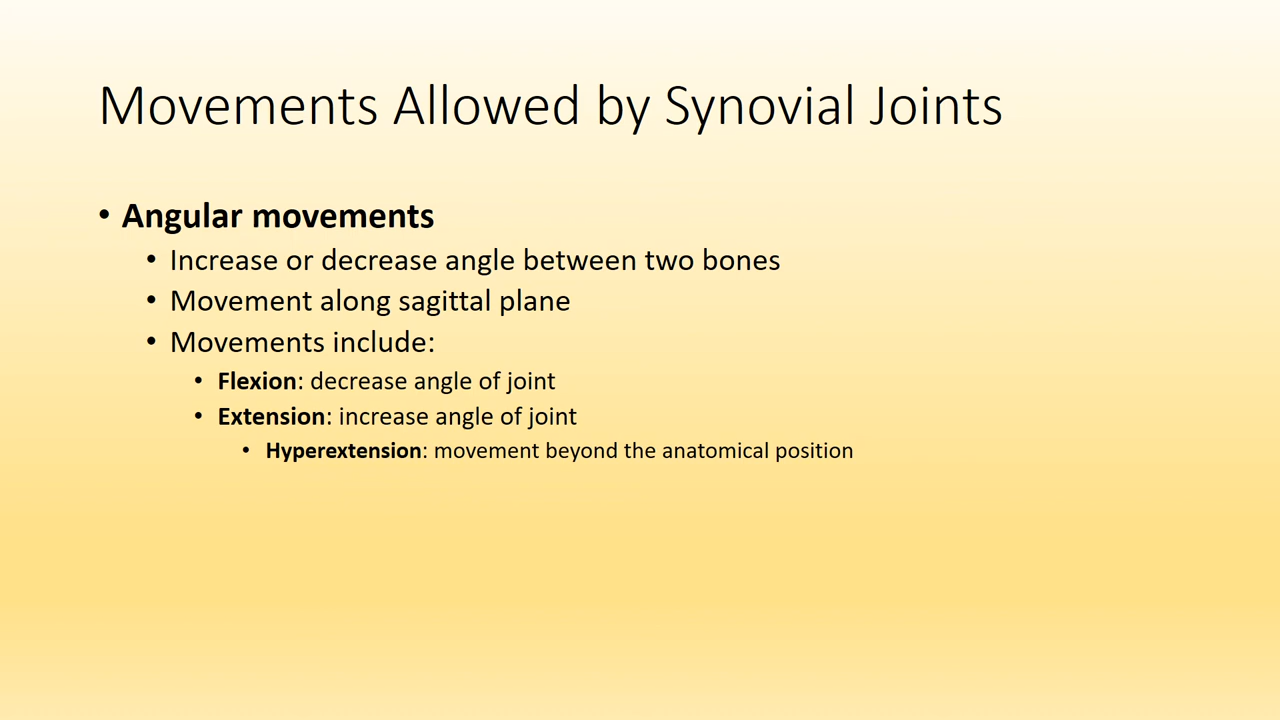 Movements Allowed by Synovial Joints
• Angular movements
• Increase or decrease angle between two bones
• Movement along sagittal plane
• Movements include:
• Flexion: decrease angle of joint
• Extension: increase angle of joint
• Hyperextension: movement beyond the anatomical position